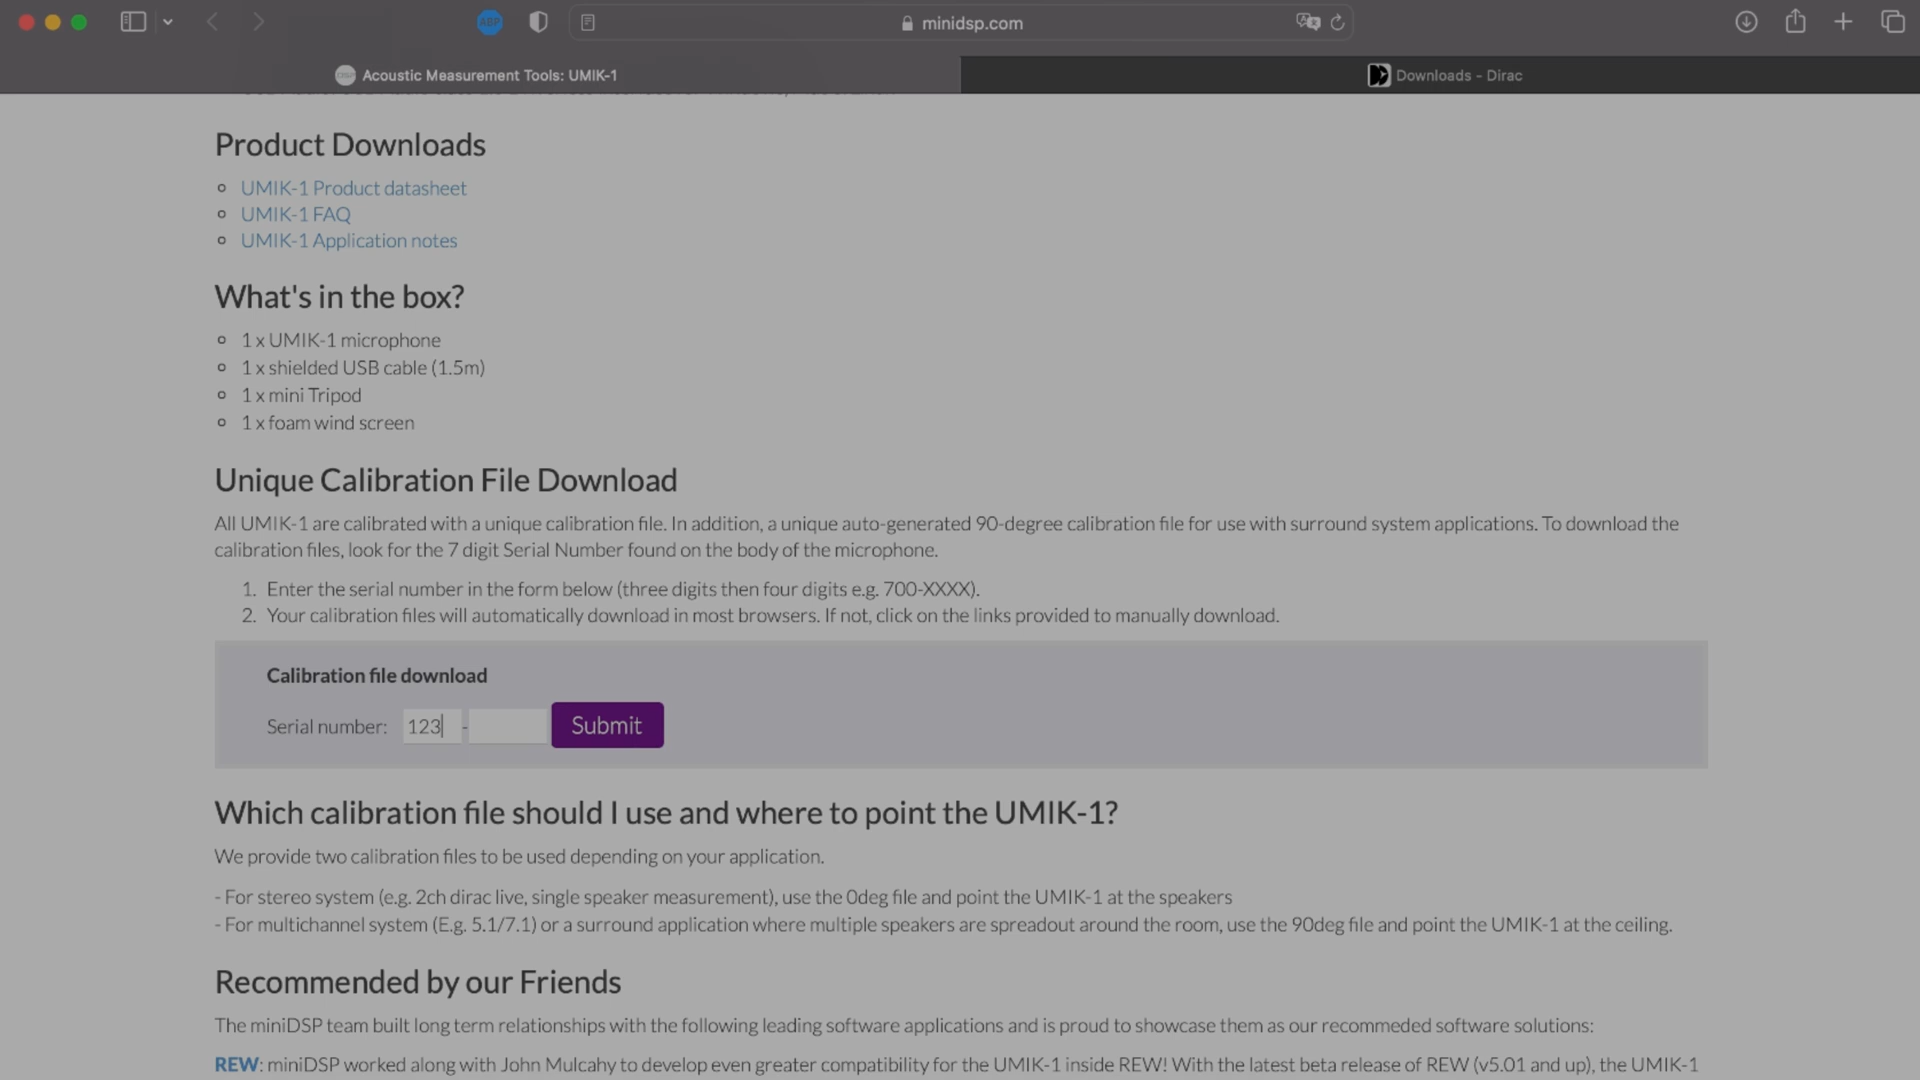 ABP
minidsp.com
Acoustic Measurement Tools: UMIK-1
Downloads - Dirac
Product Downloads
UMIK-1 Product datasheet
UMIK-1 FAQ
UMIK-1 Application notes
What's in the box?
1 x UMIK-1 microphone
1 x shielded USB cable (1.5m)
1 x mini Tripod
1 x foam wind screen
Unique Calibration File Download
All UMIK-1 are calibrated with a unique calibration file. In addition, a unique auto-generated 90-degree calibration file for use with surround system applications. To download the
calibration files, look for the 7 digit Serial Number found on the body of the microphone.
1. Enter the serial number in the form below (three digits then four digits e.g. 700-XXXX).
2. Your calibration files will automatically download in most browsers. If not, click on the links provided to manually download.
Calibration file download
Serial number: 123 - Submit
Which calibration file should I use and where to point the UMIK-1?
We provide two calibration files to be used depending on your application.
- For stereo system (e.g. 2ch dirac live, single speaker measurement), use the 0deg file and point the UMIK-1 at the speakers
- For multichannel system (E.g. 5.1/7.1) or a surround application where multiple speakers are spreadout around the room, use the 90deg file and point the UMIK-1 at the ceiling.
Recommended by our Friends
The miniDSP team built long term relationships with the following leading software applications and is proud to showcase them as our recommeded software solutions:
REW: miniDSP worked along with John Mulcahy to develop even greater compatibility for the UMIK-1 inside REW! With the latest beta release of REW (v5.01 and up), the UMIK-1